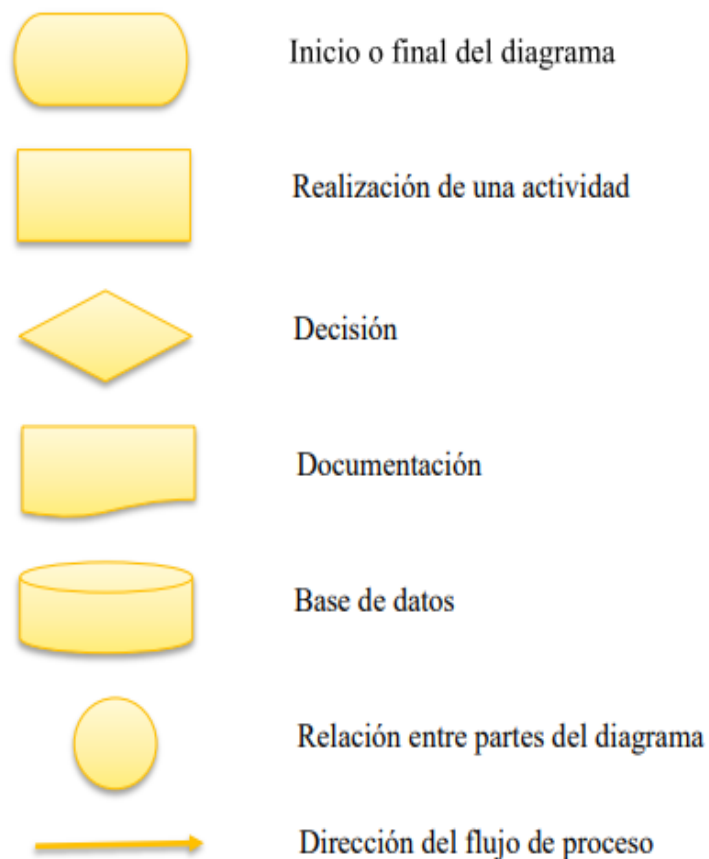 Inicio o final del diagrama
Realización de una actividad
Decisión
Documentación
Base de datos
Relación entre partes del diagrama
Dirección del flujo de proceso